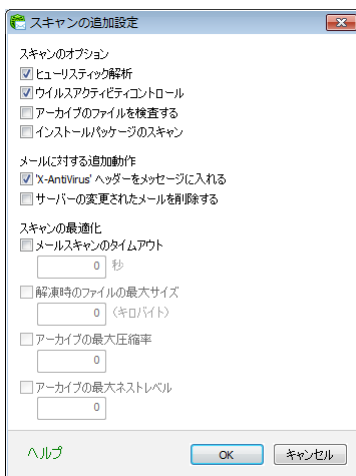 スキャンの追加設定
スキャンのオプション
ヒューリスティック解析
ウイルスアクティビティコントロール
アーカイブのファイルを検査する
インストールパッケージのスキャン
メールに対する追加動作
'X-AntiVirus' ヘッダーをメッセージに入れる
サーバーの変更されたメールを削除する
スキャンの最適化
メールスキャンのタイムアウト
0 秒
解凍時のファイルの最大サイズ
0 (キロバイト)
アーカイブの最大圧縮率
0
アーカイブの最大ネストレベル
0
ヘルプ OK キャンセル